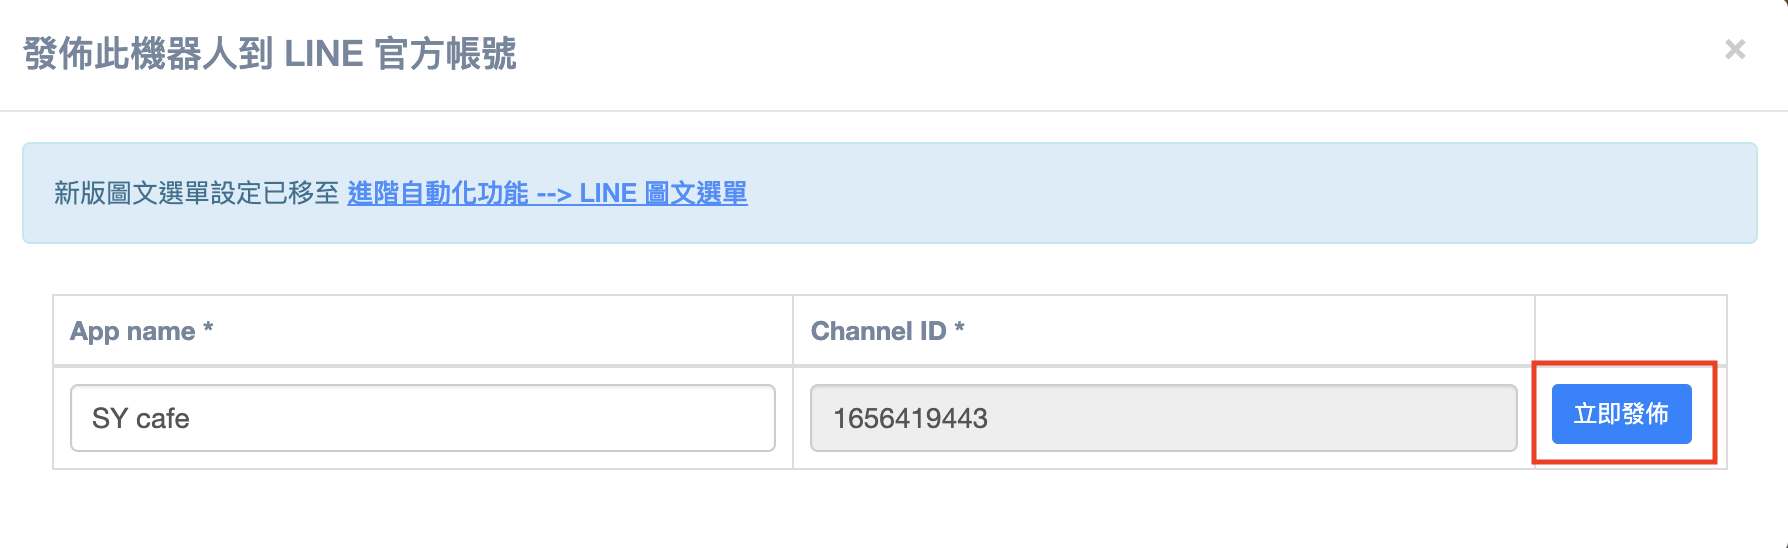 發佈此機器人到 LINE 官方帳號
×
新版圖文選單設定已移至 進階自動化功能 --> LINE 圖文選單
App name *
Channel ID *
SY cafe
1656419443
立即發佈